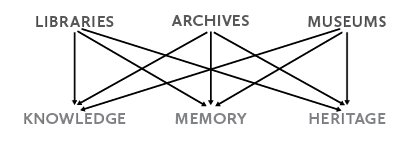 LIBRARIES ARCHIVES MUSEUMS
KNOWLEDGE MEMORY HERITAGE